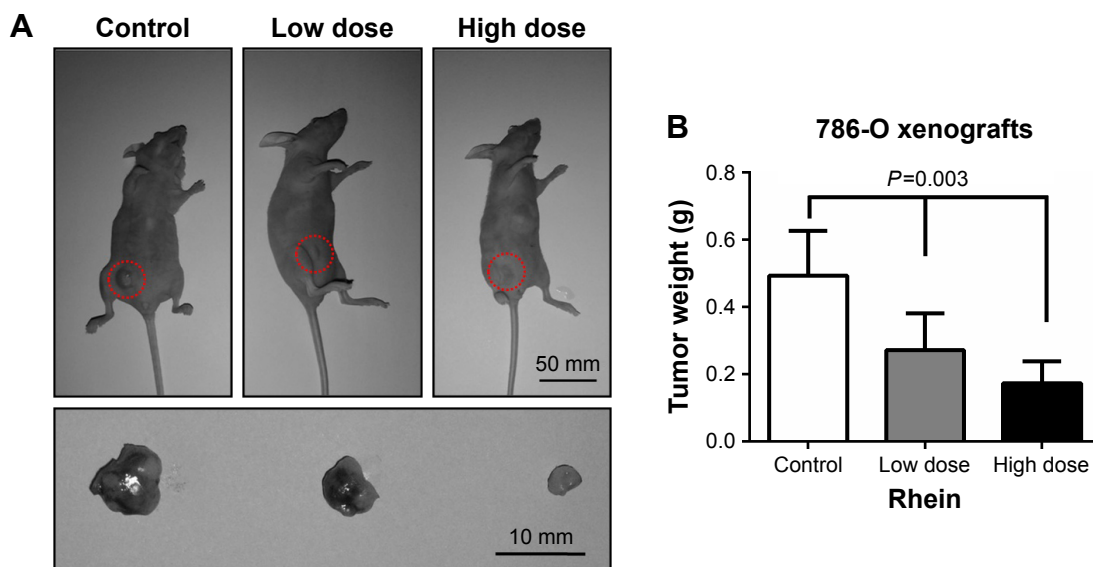 A
Control Low dose High dose
50 mm
10 mm
B
786-O xenografts
P=0.003
Tumor weight (g)
0.8
0.6
0.4
0.2
0.0
Control Low dose High dose
Rhein